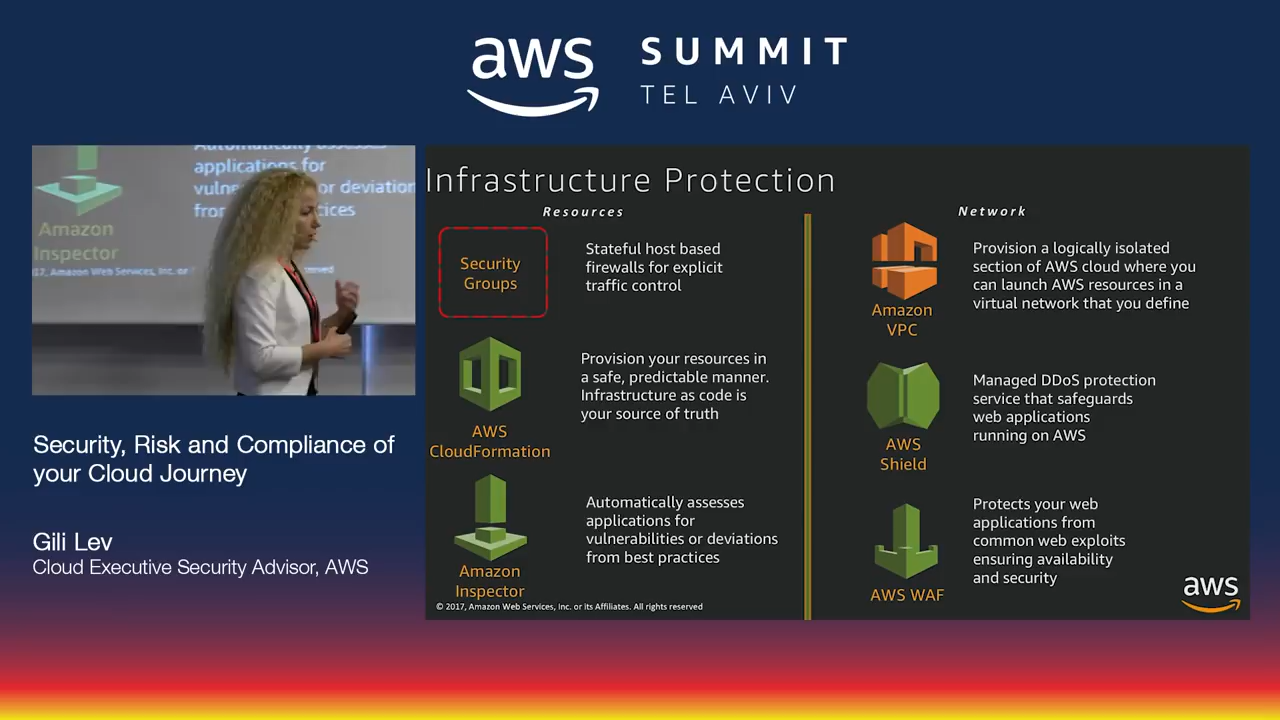 aws
SUMMIT
TEL AVIV
Automatically assesses
applications for
or deviation
Amazon
Inspector
Security, Risk and Compliance of
your Cloud Journey
Gili Lev
Cloud Executive Security Advisor, AWS
Infrastructure Protection
Resources
Security
Groups
Stateful host based
firewalls for explicit
traffic control
AWS
CloudFormation
Provision your resources in
a safe, predictable manner.
Infrastructure as code is
your source of truth
Amazon
Inspector
Automatically assesses
applications for
vulnerabilities or deviations
from best practices
© 2017, Amazon Web Services, Inc. or its Affiliates. All rights reserved
Network
Amazon
VPC
Provision a logically isolated
section of AWS cloud where you
can launch AWS resources in a
virtual network that you define
AWS
Shield
Managed DDoS protection
service that safeguards
web applications
running on AWS
AWS WAF
Protects your web
applications from
common web exploits
ensuring availability
and security
aws